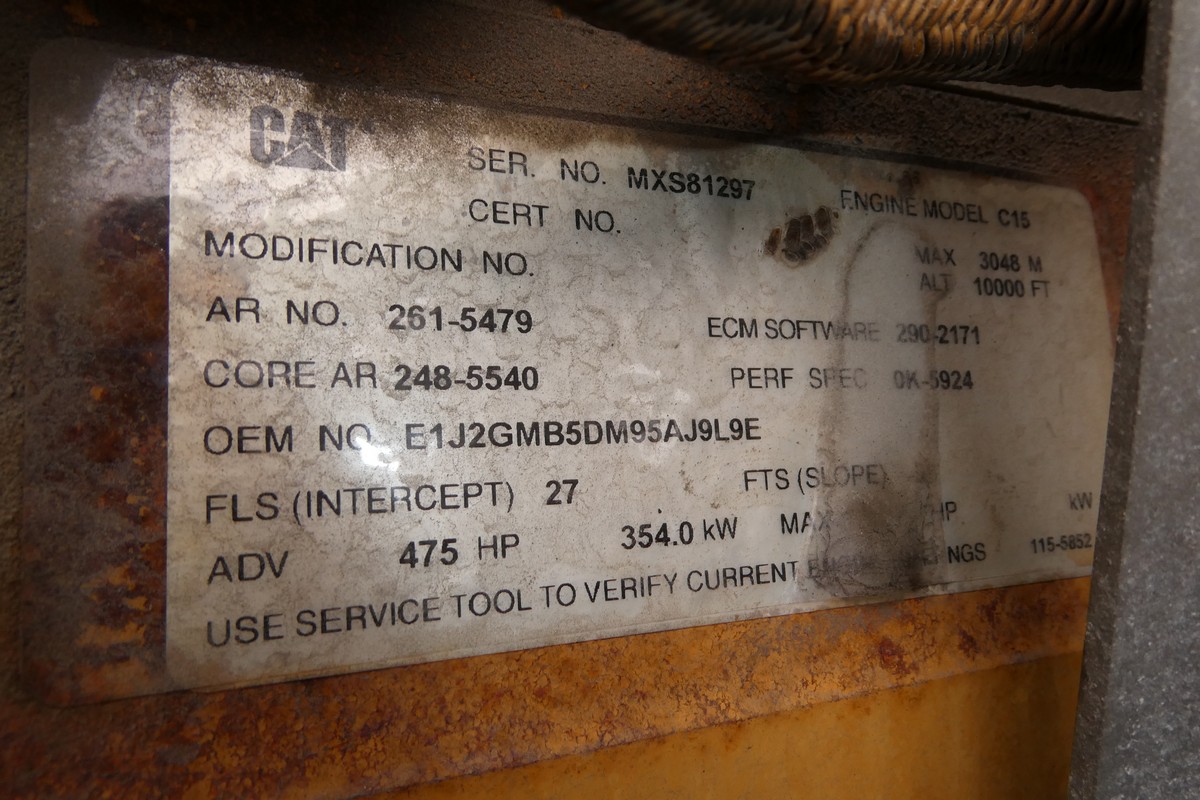 CAT
SER. NO. MXS81297 ENGINE MODEL C15
CERT NO.
MODIFICATION NO. MAX 3048 M
ALT 10000 FT
AR NO. 261-5479 ECM SOFTWARE 290-2171
CORE AR 248-5540 PERF SPEC 0K-5924
OEM NO. E1J2GMB5DM95AJ9L9E
FLS (INTERCEPT) 27 FTS (SLOPE)
ADV 475 HP 354.0 kW MAX HP kW
USE SERVICE TOOL TO VERIFY CURRENT 115-5852